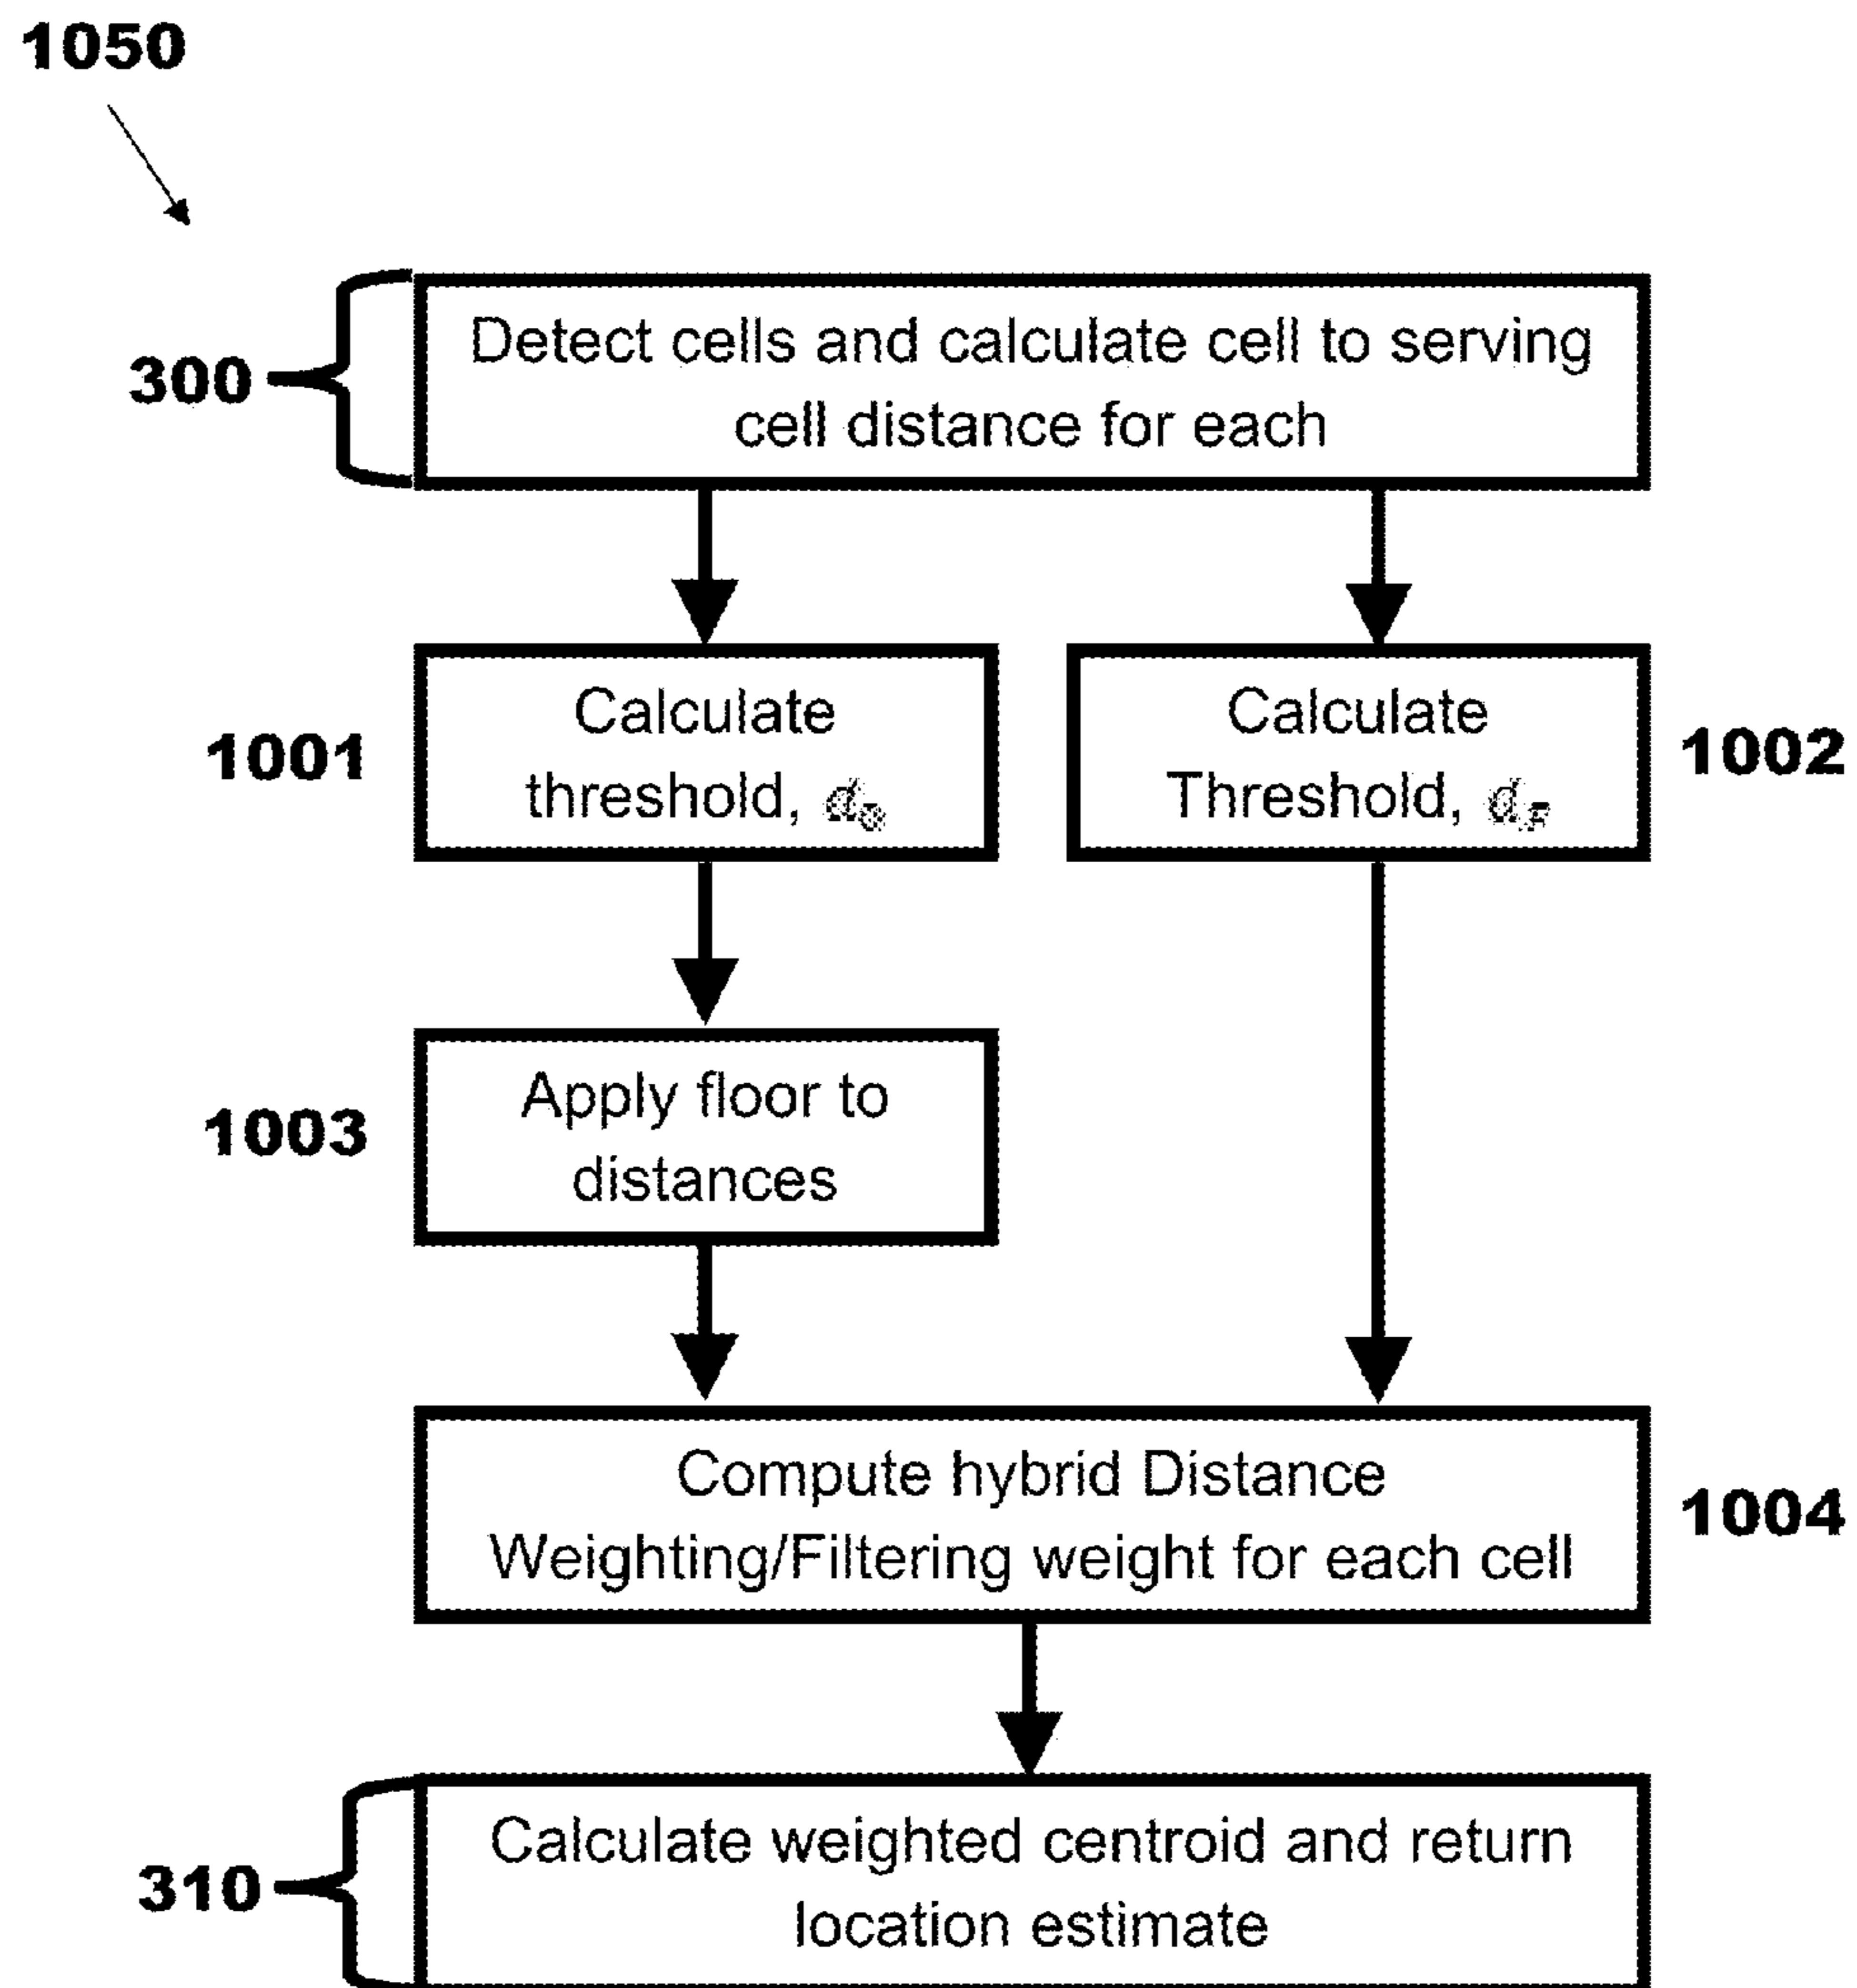 1050
300
Detect cells and calculate cell to serving
cell distance for each
1001
Calculate
threshold,
Calculate
Threshold,
1002
1003
Apply floor to
distances
Compute hybrid Distance
Weighting/Filtering weight for each cell
1004
310
Calculate weighted centroid and return
location estimate